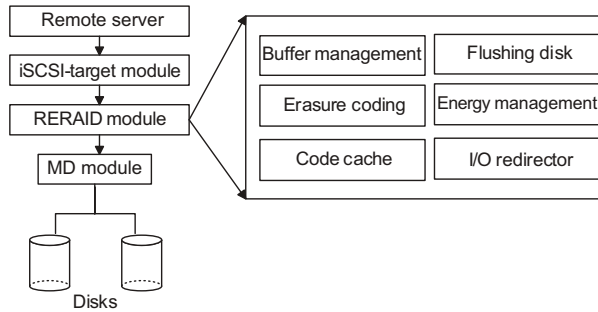 Remote server
iSCSI-target module
RERAID module
MD module
Disks
Buffer management
Flushing disk
Erasure coding
Energy management
Code cache
I/O redirector